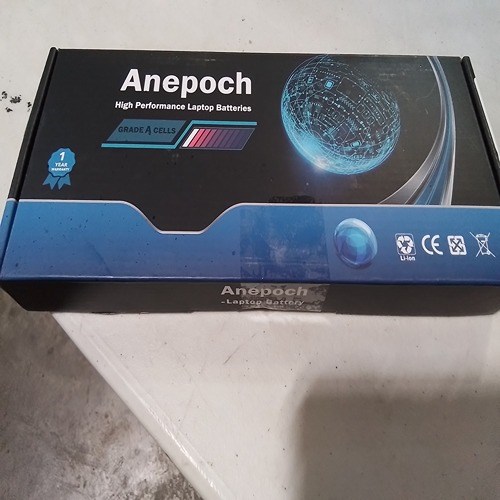 Anepoch
High Performance Laptop Batteries
GRADE A CELLS
1
YEAR
WARRANTY
Li-ion
CE
Anepoch
-Laptop Battery